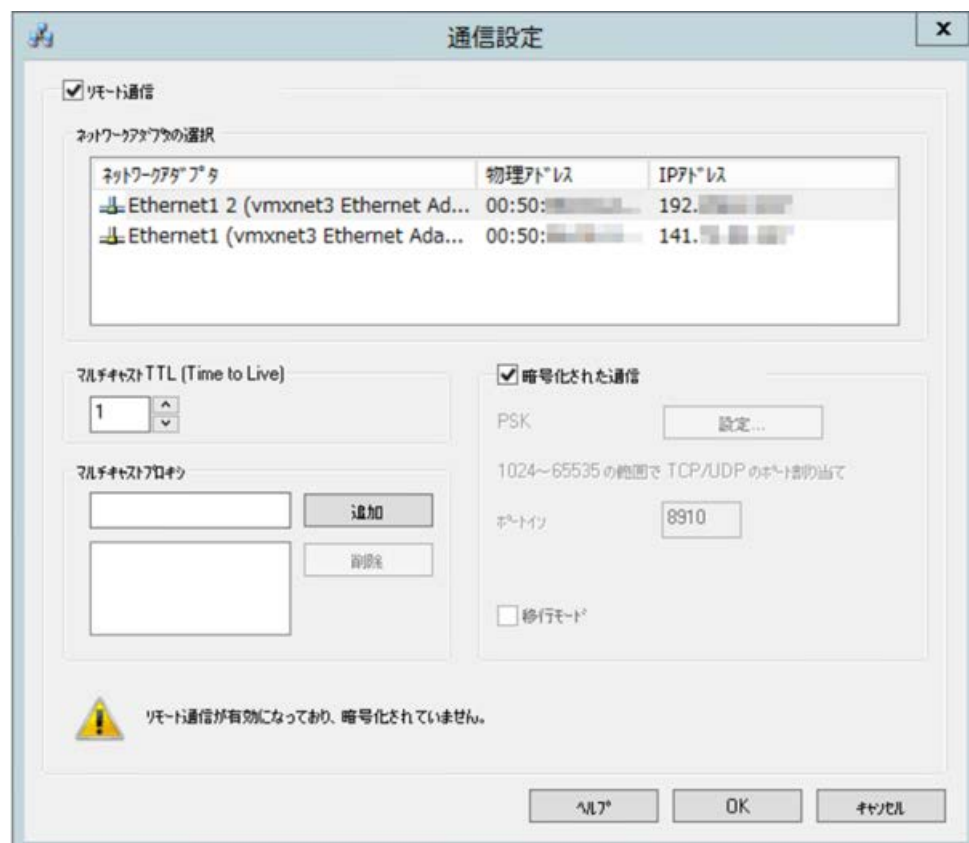 通信設定
リモート通信
ネットワークアダプタの選択
ネットワークアダプタ 物理アドレス IPアドレス
Ethernet1 2 (vmxnet3 Ethernet Ad... 00:50: 192.
Ethernet1 (vmxnet3 Ethernet Ada... 00:50: 141.
マルチキャスト TTL (Time to Live)
1
マルチキャストプロキシ
追加
削除
暗号化された通信
PSK 設定...
1024～65535 の範囲で TCP/UDP のポート割り当て
ポートイソ 8910
移行モード
リモート通信が有効になっており、暗号化されていません。
ヘルプ OK キャンセル